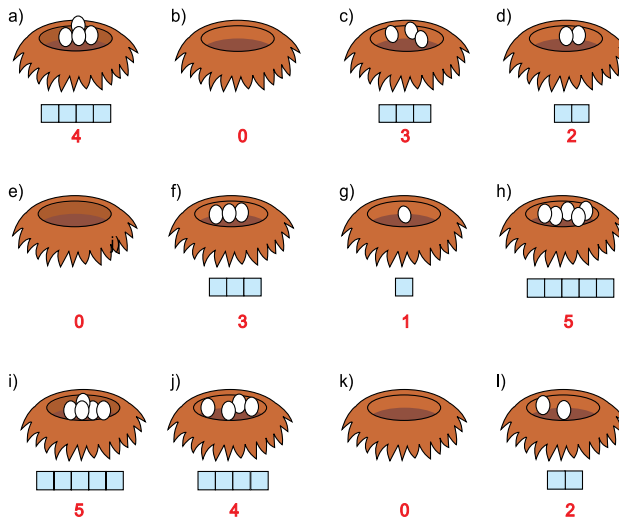 a) b) c) d)
4 0 3 2
e) f) g) h)
j)
0 3 1 5
i) j) k) l)
5 4 0 2